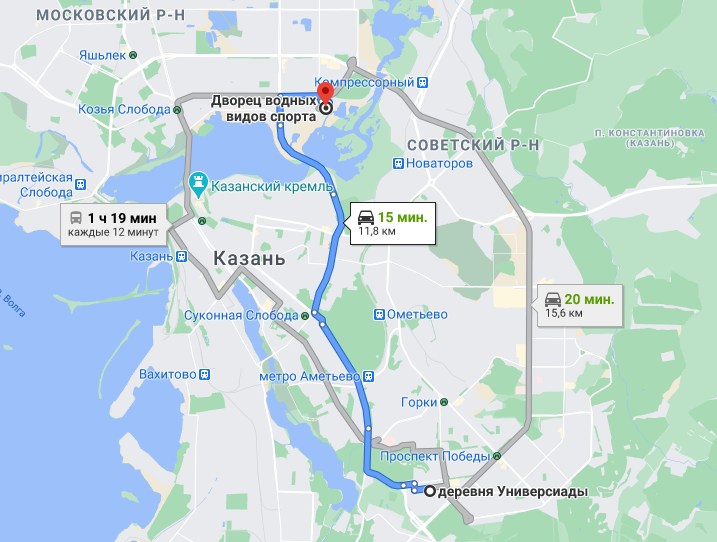 МОСКОВСКИЙ Р-Н
Яшьлек
Компрессорный
Козья Слобода
Дворец водных
видов спорта
СОВЕТСКИЙ Р-Н
П. КОНСТАНТИНОВКА
(КАЗАНЬ)
Новаторов
иралтейская
Слобода
Казанский кремль
1 ч 19 мин
каждые 12 минут
15 мин.
11,8 км
Казань
Казань
Волга
20 мин.
15,6 км
Суконная Слобода
Ометьево
Вахитово
метро Аметьево
Горки
Проспект Победы
деревня Универсиады